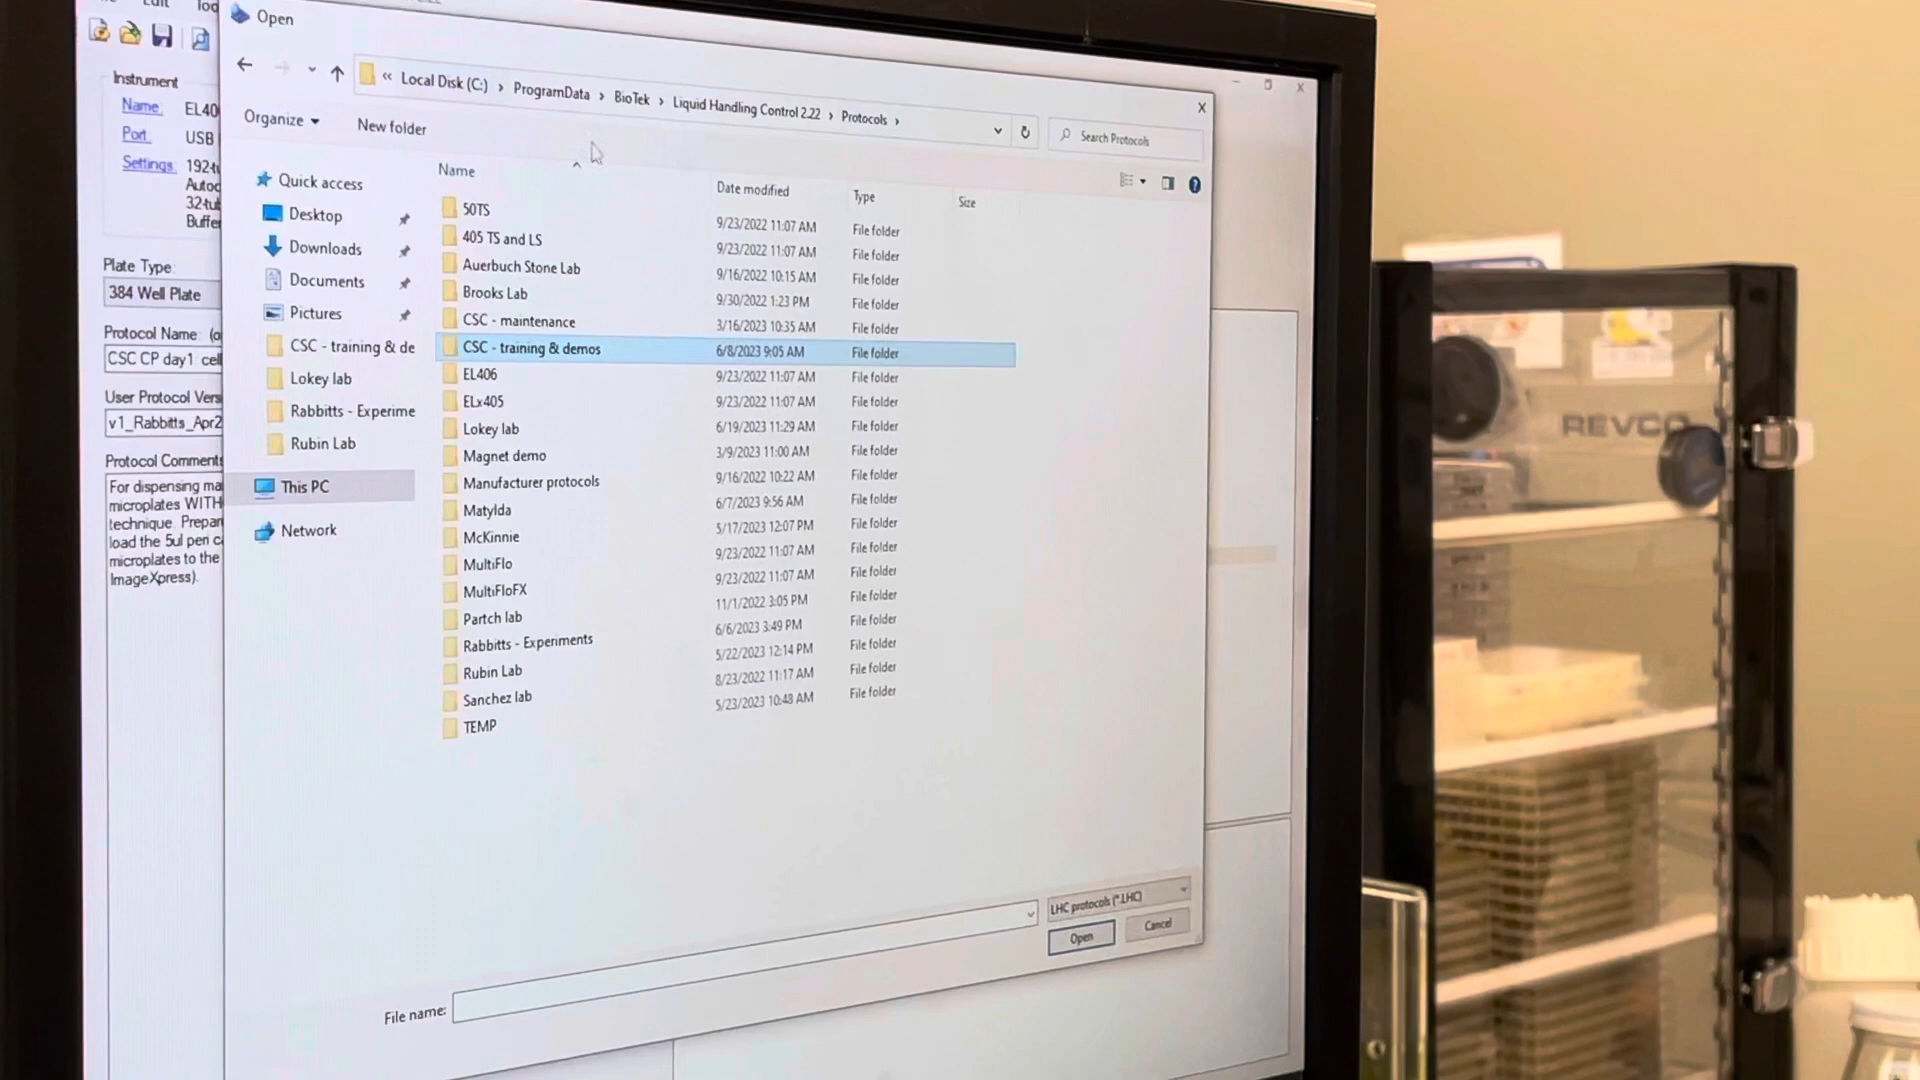 Edit
Open
Instrument
Name
Port
USB
Settings
Plate Type:
384 Well Plate
Protocol Name:
CSC CP day1
Protocol Comments
For dispensing
microplates
technique.
load the 5ul pen
microplates to the
ImageXpress).
« Local Disk (C:) › ProgramData › BioTek › Liquid Handling Control 2.22 › Protocols ›
Search Protocols
Organize
New folder
Quick access
Desktop
Downloads
Documents
Pictures
CSC - training & de
Lokey lab
Rabbitts - Experime
Rubin Lab
This PC
Network
Name
Date modified
Type
Size
50TS
9/23/2022 11:07 AM
File folder
405 TS and LS
9/23/2022 11:07 AM
File folder
Auerbuch Stone Lab
9/16/2022 10:15 AM
File folder
Brooks Lab
9/30/2022 1:23 PM
File folder
CSC - maintenance
3/16/2023 10:35 AM
File folder
CSC - training & demos
6/8/2023 9:05 AM
File folder
EL406
9/23/2022 11:07 AM
File folder
ELx405
9/23/2022 11:07 AM
File folder
Lokey lab
6/19/2023 11:29 AM
File folder
Magnet demo
3/9/2023 11:00 AM
File folder
Manufacturer protocols
9/16/2022 10:22 AM
File folder
Matylda
6/7/2023 9:56 AM
File folder
McKinnie
5/17/2023 12:07 PM
File folder
MultiFlo
9/23/2022 11:07 AM
File folder
MultiFloFX
9/23/2022 11:07 AM
File folder
Partch lab
11/1/2022 3:05 PM
File folder
Rabbitts - Experiments
6/6/2023 3:49 PM
File folder
Rubin Lab
5/22/2023 12:14 PM
File folder
Sanchez lab
8/23/2022 11:17 AM
File folder
TEMP
5/23/2023 10:48 AM
File folder
File name:
LHC protocols (*.LHC)
Open
Cancel
REVCO